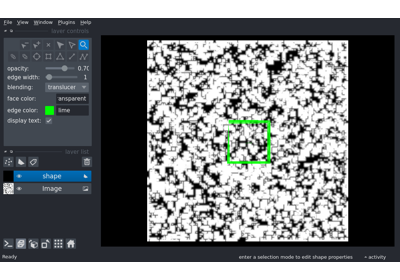 File View Window Plugins Help
layer controls
opacity: 0.70
edge width: 1
blending: translucer
face color: ansparent
edge color: lime
display text:
layer list
shape
Image
Ready
enter a selection mode to edit shape properties
activity